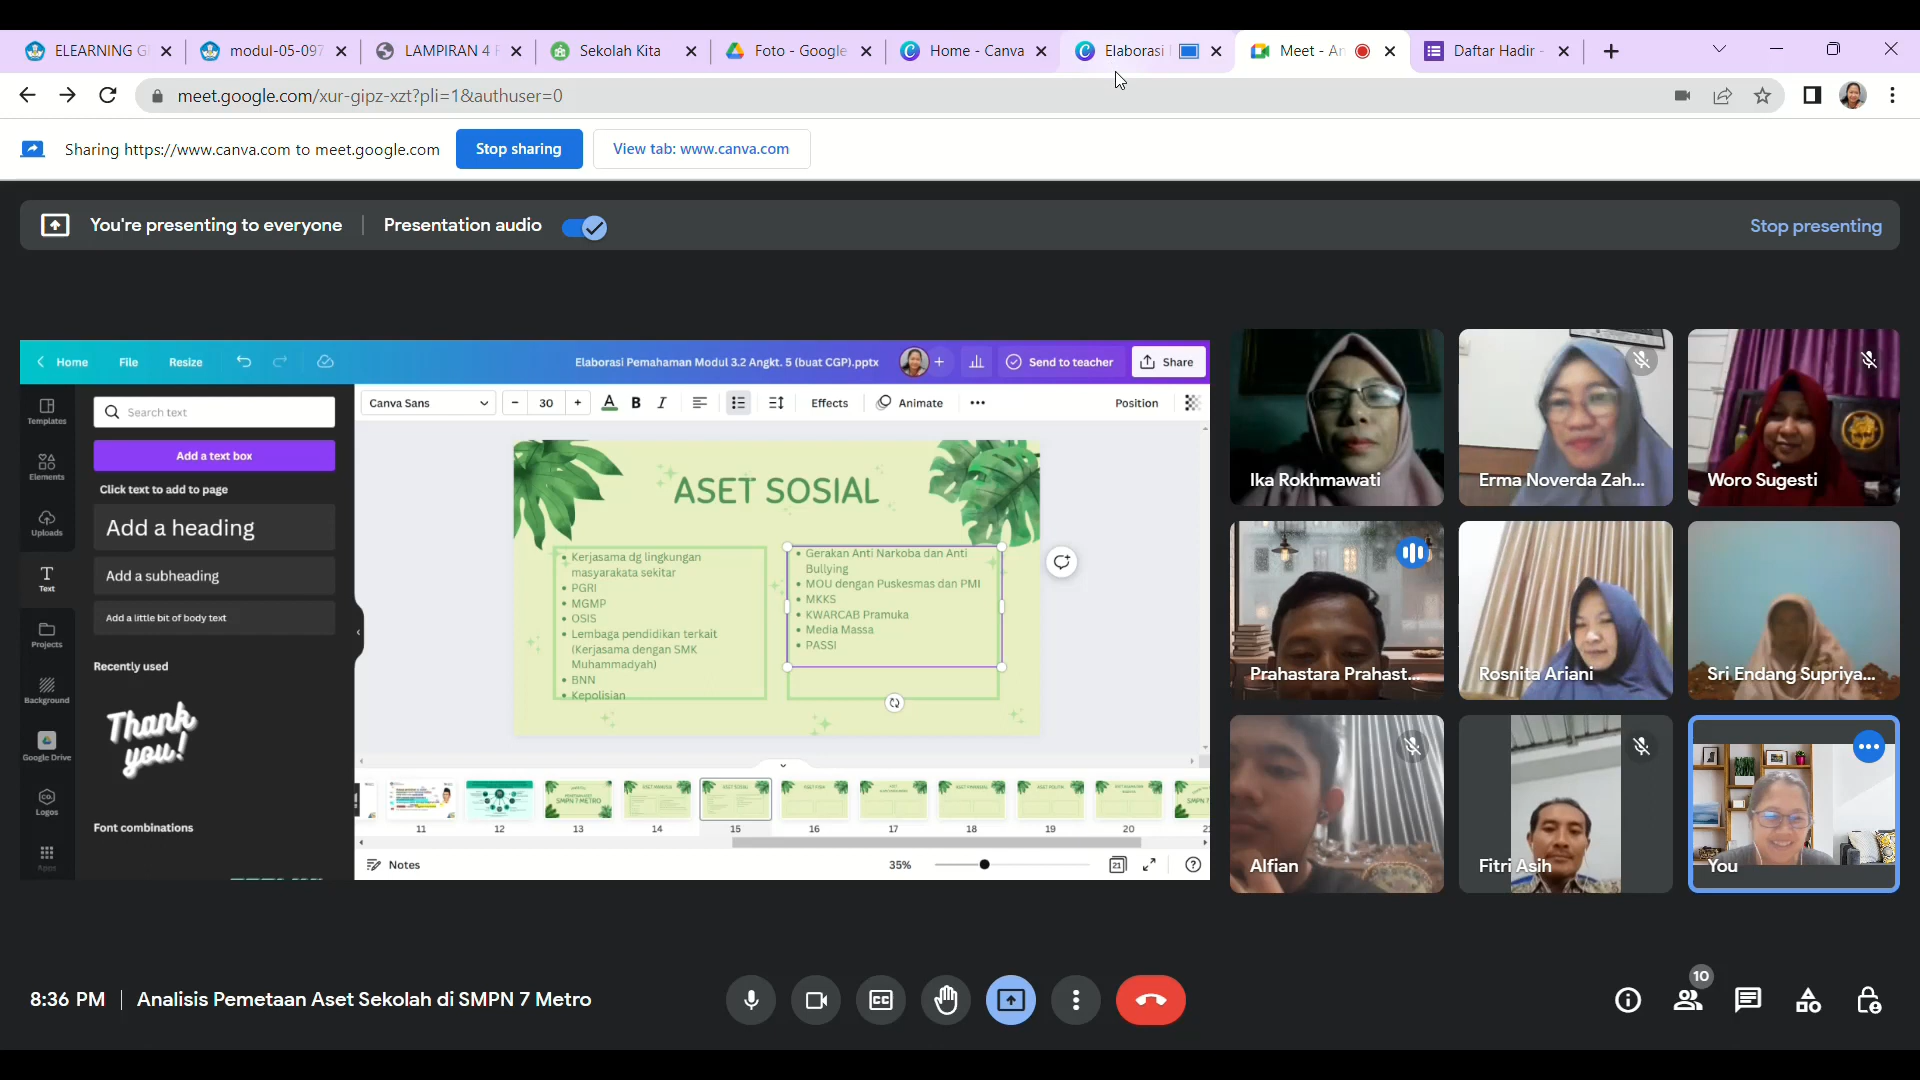 ELEARNING G
modul-05-097
LAMPIRAN 4 F
Sekolah Kita
Foto - Google
Home - Canva
Elaborasi
Meet - An
Daftar Hadir -
meet.google.com/xur-gipz-xzt?pli=1&authuser=0
Sharing https://www.canva.com to meet.google.com
Stop sharing
View tab: www.canva.com
You're presenting to everyone
Presentation audio
Stop presenting
Home
File
Resize
Elaborasi Pemahaman Modul 3.2 Angkt. 5 (buat CGP).pptx
Send to teacher
Share
Templates
Elements
Uploads
Text
Projects
Background
Google Drive
Logos
Apps
Search text
Add a text box
Click text to add to page
Add a heading
Add a subheading
Add a little bit of body text
Recently used
Thank
you!
Font combinations
Canva Sans
- 30 +
A B I
Effects
Animate
Position
ASET SOSIAL
• Kerjasama dg lingkungan
masyarakata sekitar
• PGRI
• MGMP
• OSIS
• Lembaga pendidikan terkait
(Kerjasama dengan SMK
Muhammadyah)
• BNN
• Kepolisian
• Gerakan Anti Narkoba dan Anti
Bullying
• MOU dengan Puskesmas dan PMI
• MKKS
• KWARCAB Pramuka
• Media Massa
• PASSI
SMPN 7 METRO
11
12
13
14
15
16
17
18
19
20
Notes
35%
21
Ika Rokhmawati
Erma Noverda Zah...
Woro Sugesti
Prahastara Prahast...
Rosnita Ariani
Sri Endang Supriya...
Alfian
Fitri Asih
You
8:36 PM
Analisis Pemetaan Aset Sekolah di SMPN 7 Metro
10